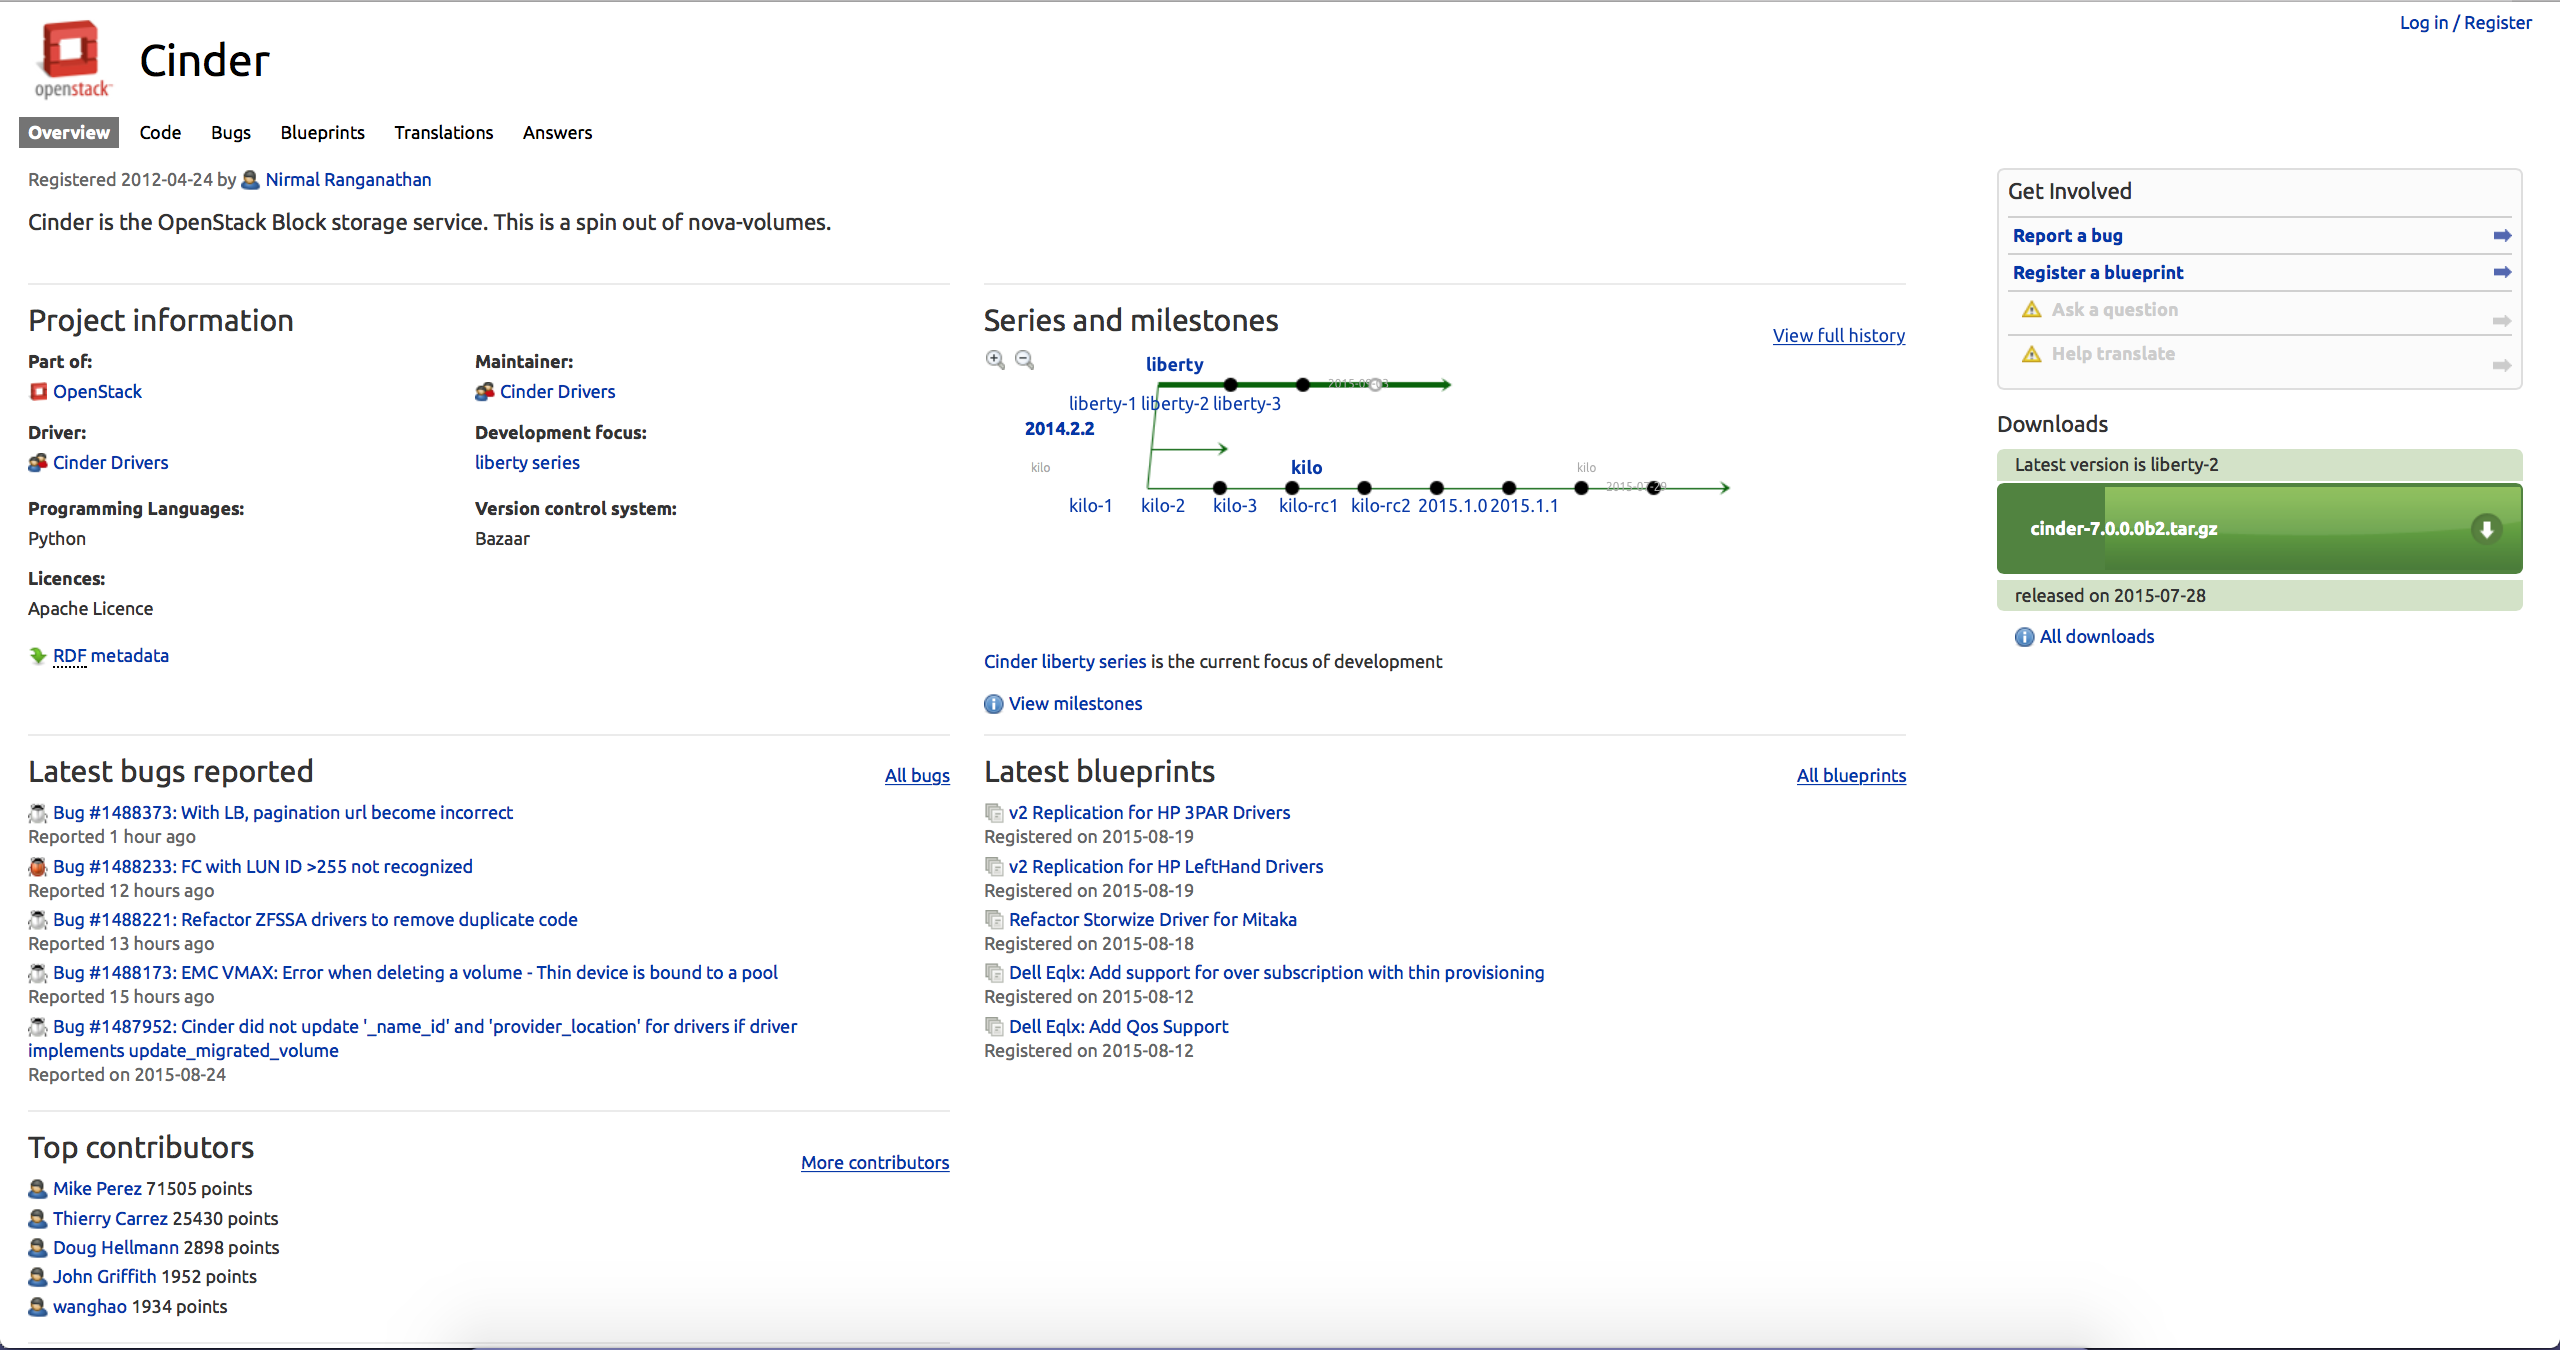 Log in / Register
openstack
Cinder
Overview Code Bugs Blueprints Translations Answers
Registered 2012-04-24 by Nirmal Ranganathan
Cinder is the OpenStack Block storage service. This is a spin out of nova-volumes.
Project information
Part of:
OpenStack
Maintainer:
Cinder Drivers
Driver:
Cinder Drivers
Development focus:
liberty series
Programming Languages:
Python
Version control system:
Bazaar
Licences:
Apache Licence
RDF metadata
Series and milestones
View full history
liberty
liberty-1 liberty-2 liberty-3
2014.2.2
kilo
kilo
kilo
2015-07-29
kilo-1 kilo-2 kilo-3 kilo-rc1 kilo-rc2 2015.1.0 2015.1.1
Cinder liberty series is the current focus of development
View milestones
Get Involved
Report a bug
Register a blueprint
Ask a question
Help translate
Downloads
Latest version is liberty-2
cinder-7.0.0.0b2.tar.gz
released on 2015-07-28
All downloads
Latest bugs reported
All bugs
Bug #1488373: With LB, pagination url become incorrect
Reported 1 hour ago
Bug #1488233: FC with LUN ID >255 not recognized
Reported 12 hours ago
Bug #1488221: Refactor ZFSSA drivers to remove duplicate code
Reported 13 hours ago
Bug #1488173: EMC VMAX: Error when deleting a volume - Thin device is bound to a pool
Reported 15 hours ago
Bug #1487952: Cinder did not update '_name_id' and 'provider_location' for drivers if driver
implements update_migrated_volume
Reported on 2015-08-24
Latest blueprints
All blueprints
v2 Replication for HP 3PAR Drivers
Registered on 2015-08-19
v2 Replication for HP LeftHand Drivers
Registered on 2015-08-19
Refactor Storwize Driver for Mitaka
Registered on 2015-08-18
Dell Eqlx: Add support for over subscription with thin provisioning
Registered on 2015-08-12
Dell Eqlx: Add Qos Support
Registered on 2015-08-12
Top contributors
More contributors
Mike Perez 71505 points
Thierry Carrez 25430 points
Doug Hellmann 2898 points
John Griffith 1952 points
wanghao 1934 points